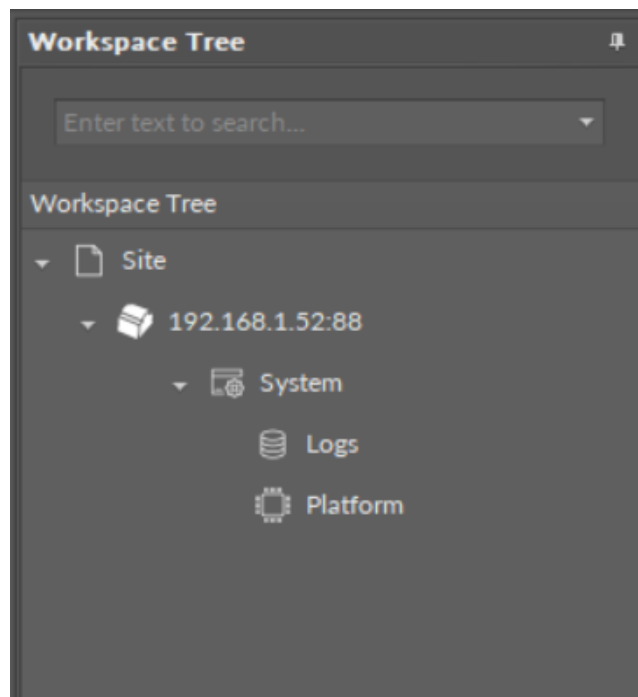 Workspace Tree
Enter text to search...
Workspace Tree
Site
192.168.1.52:88
System
Logs
Platform